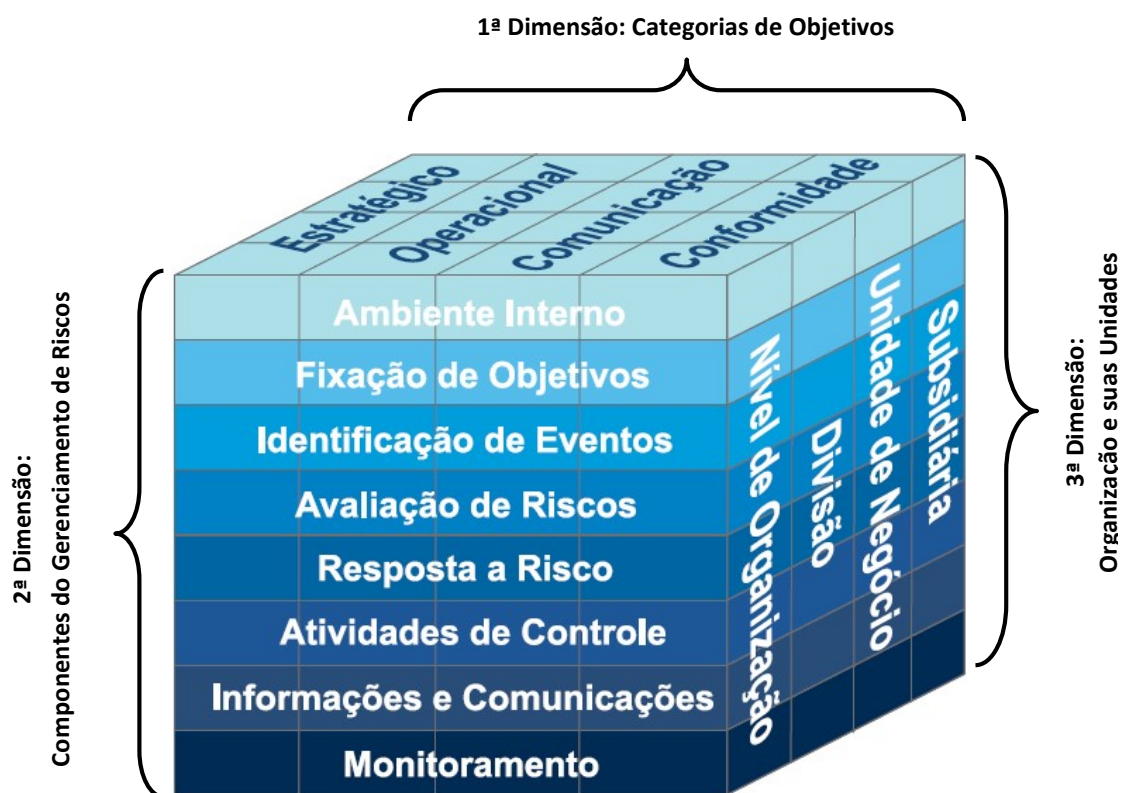 1ª Dimensão: Categorias de Objetivos
Estratégico
Operacional
Comunicação
Conformidade
2ª Dimensão:
Componentes do Gerenciamento de Riscos
Ambiente Interno
Fixação de Objetivos
Identificação de Eventos
Avaliação de Riscos
Resposta a Risco
Atividades de Controle
Informações e Comunicações
Monitoramento
Nível de Organização
Divisão
Unidade de Negócio
Subsidiária
3ª Dimensão:
Organização e suas Unidades